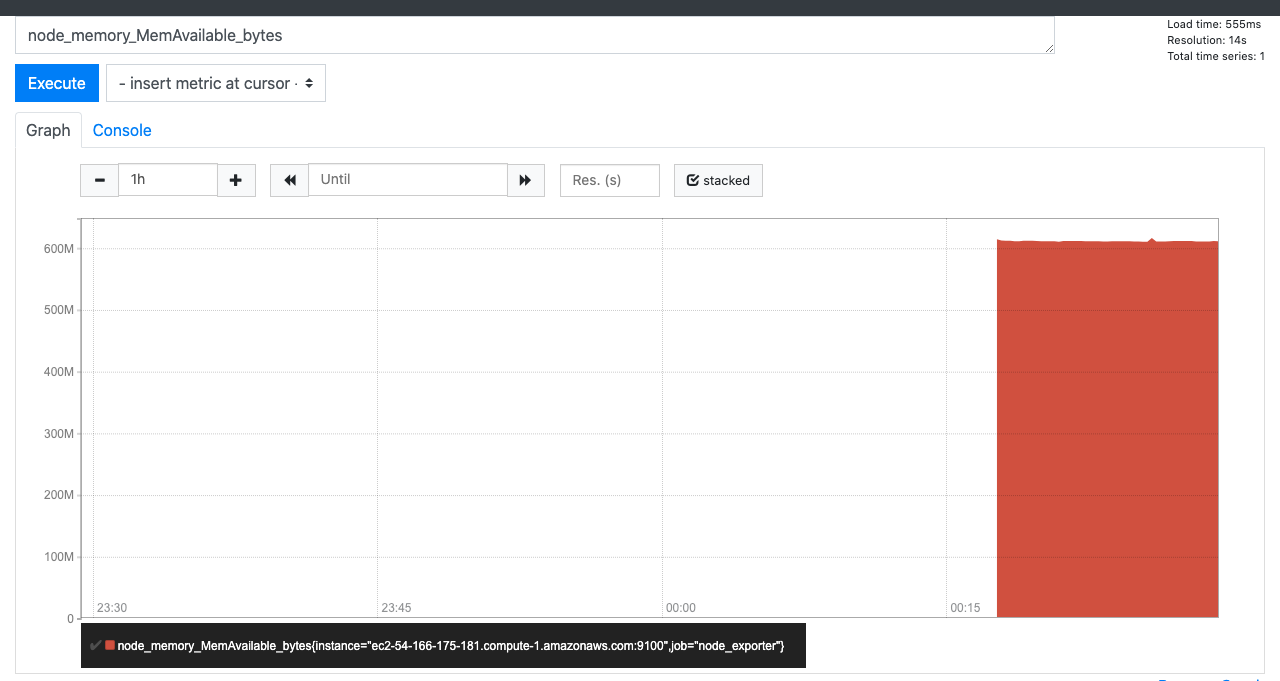 node_memory_MemAvailable_bytes
Load time: 555ms
Resolution: 14s
Total time series: 1
Execute
- insert metric at cursor ·
Graph
Console
1h
Until
Res. (s)
stacked
600M
500M
400M
300M
200M
100M
0
23:30
23:45
00:00
00:15
node_memory_MemAvailable_bytes{instance="ec2-54-166-175-181.compute-1.amazonaws.com:9100",job="node_exporter"}